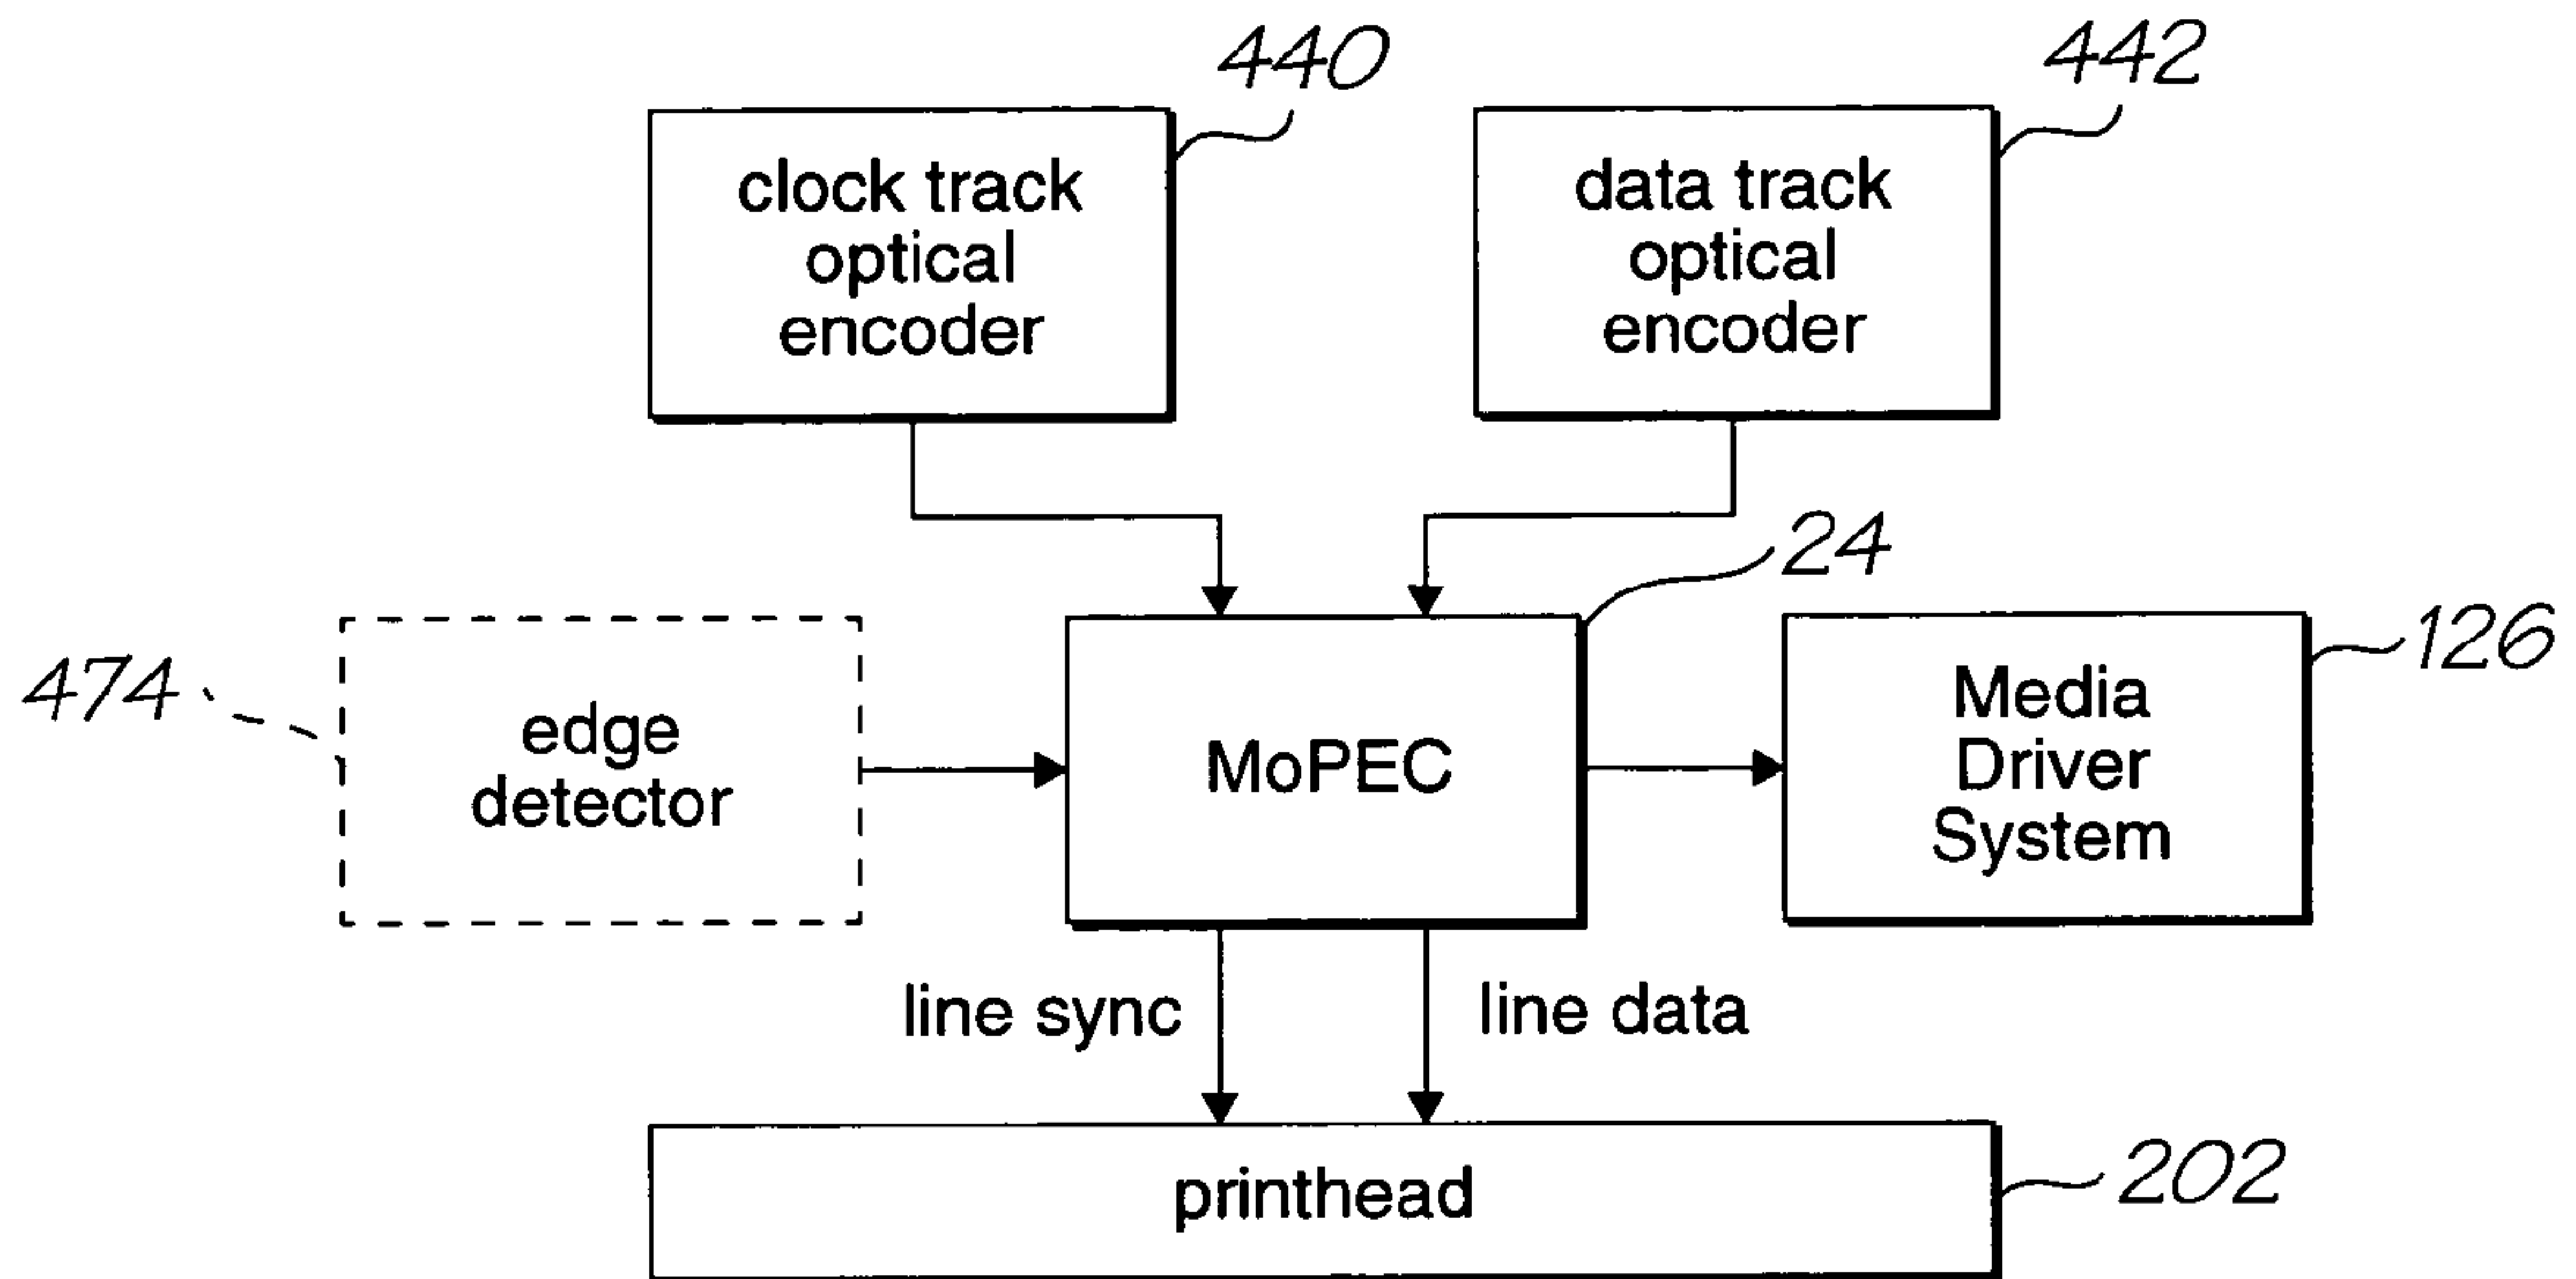 440
442
clock track
optical
encoder
data track
optical
encoder
24
126
474
edge
detector
MoPEC
Media
Driver
System
line sync
line data
printhead
202